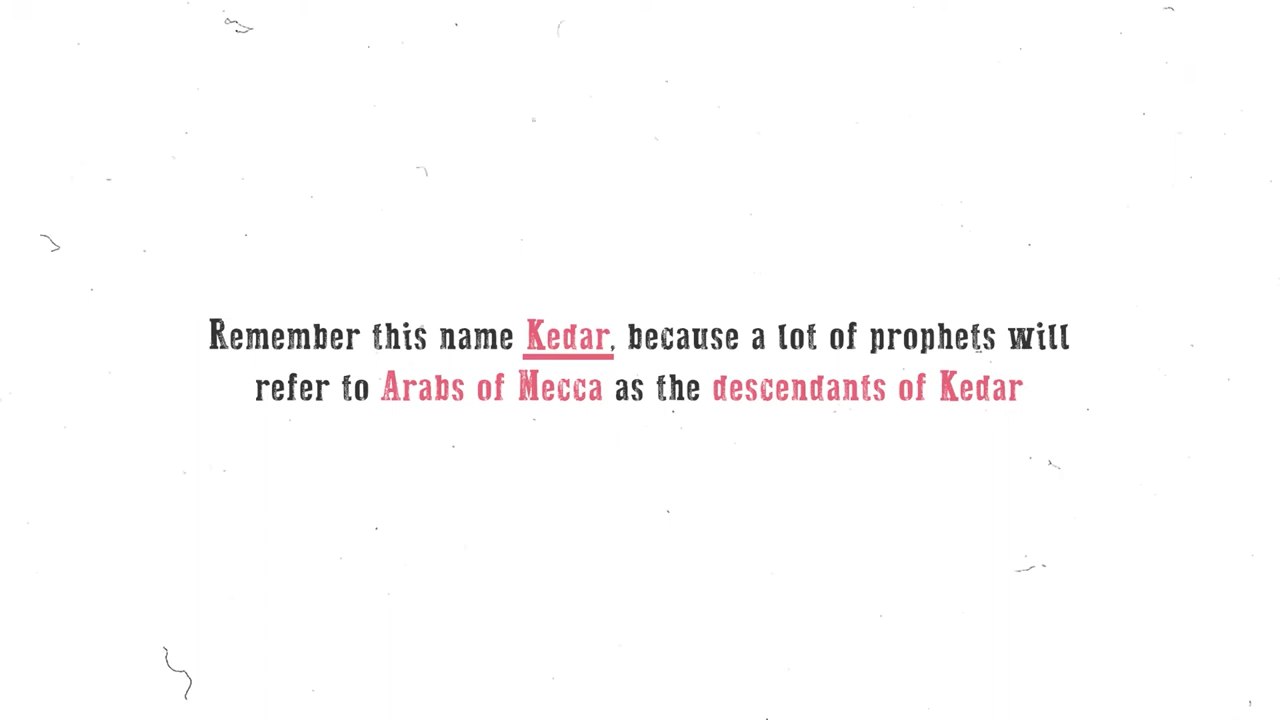 Remember this name Kedar, because a lot of prophets will
refer to Arabs of Mecca as the descendants of Kedar